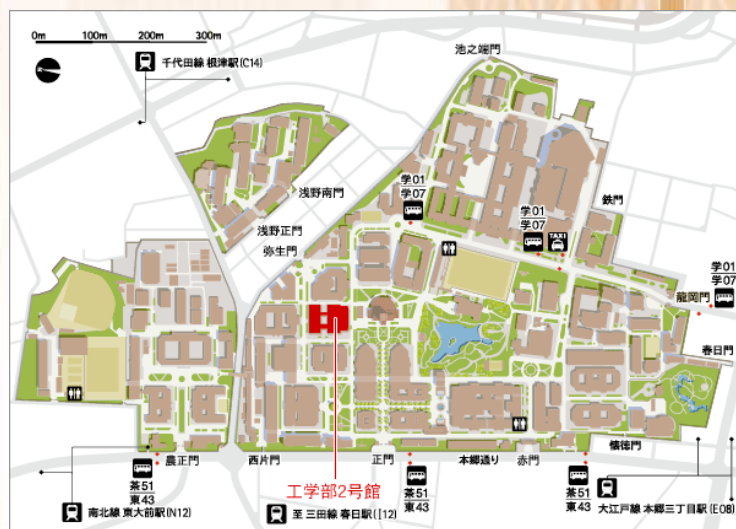 0m 100m 200m 300m
千代田線 根津駅(C14)
池之端門
浅野南門
浅野正門
弥生門
学01
学07
学01
学07
TAXI
鉄門
学01
学07
龍岡門
春日門
懐徳門
農正門
西片門
正門
本郷通り
赤門
茶51
東43
工学部2号館
茶51
東43
茶51
東43
南北線 東大前駅(N12)
至 三田線 春日駅(I12)
大江戸線 本郷三丁目駅(E08)